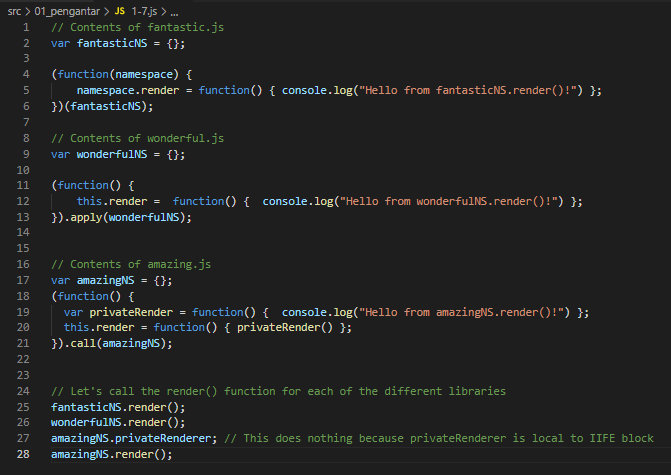 src > 01_pengantar > JS 1-7.js > ...
1 // Contents of fantastic.js
2 var fantasticNS = {};
3
4 (function(namespace) {
5     namespace.render = function() { console.log("Hello from fantasticNS.render()!") };
6 })(fantasticNS);
7
8 // Contents of wonderful.js
9 var wonderfulNS = {};
10
11 (function() {
12     this.render =  function() {  console.log("Hello from wonderfulNS.render()!") };
13 }).apply(wonderfulNS);
14
15
16 // Contents of amazing.js
17 var amazingNS = {};
18 (function() {
19   var privateRender = function() {  console.log("Hello from amazingNS.render()!") };
20   this.render = function() { privateRender() };
21 }).call(amazingNS);
22
23
24 // Let's call the render() function for each of the different libraries
25 fantasticNS.render();
26 wonderfulNS.render();
27 amazingNS.privateRenderer; // This does nothing because privateRenderer is local to IIFE block
28 amazingNS.render();